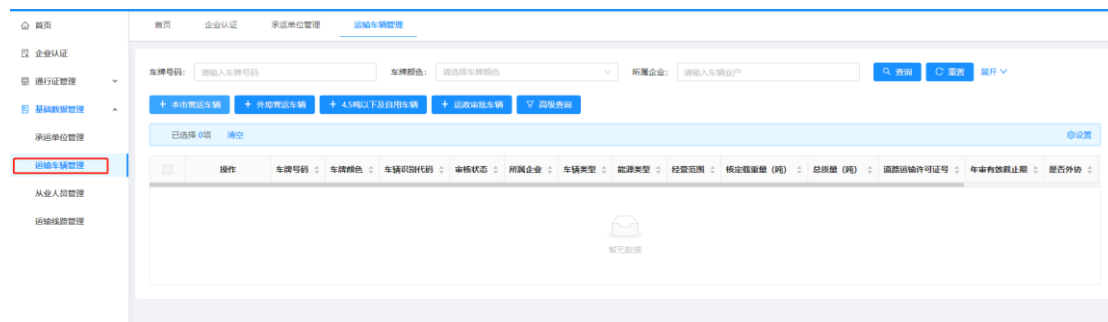 首页
企业认证
通行证管理
基础数据管理
承运单位管理
运输车辆管理
从业人员管理
运输线路管理
首页 企业认证 承运单位管理 运输车辆管理
车牌号码: 请输入车牌号码 车牌颜色: 请选择车牌颜色 所属企业: 请输入车辆业户 查询 重置 展开
+ 本市营运车辆 + 外埠营运车辆 + 4.5吨以下及自用车辆 + 运政审批车辆 高级查询
已选择 0项 清空 设置
操作 车牌号码 车牌颜色 车辆识别代码 审核状态 所属企业 车辆类型 能源类型 经营范围 核定载重量 (吨) 总质量 (吨) 道路运输许可证号 年审有效截止期 是否外协
暂无数据